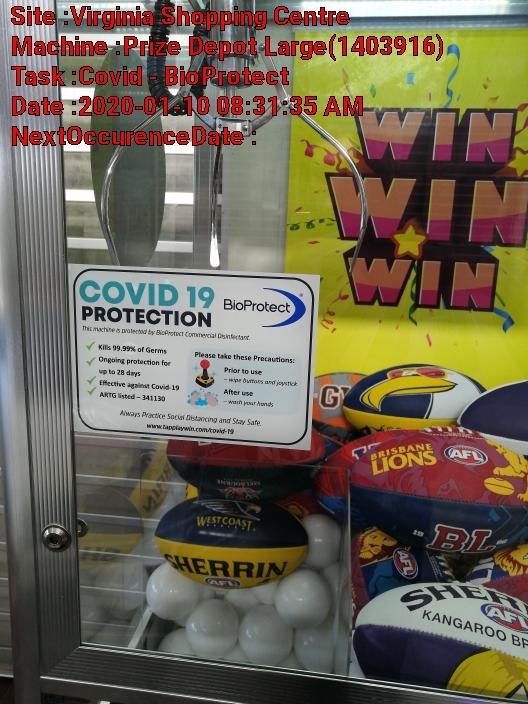 Site :Virginia Shopping Centre
Machine :Prize Depot Large(1403916)
Task :Covid - BioProtect
Date :2020-01-10 08:31:35 AM
NextOccurenceDate :
WIN
WIN
WIN
COVID 19
PROTECTION
BioProtect
This machine is protected by BioProtect Commercial Disinfectant.
Kills 99.99% of Germs
Ongoing protection for
up to 28 days
Effective against Covid-19
ARTG listed – 341130
Please take these Precautions:
Prior to use
– wipe buttons and joystick
After use
– wash your hands
Always Practice Social Distancing and Stay Safe.
www.tapplaywin.com/covid-19
BRISBANE
LIONS
AFL
BL
WEST COAST
SHERRIN
AFL
AFL
SHER
AFL
KANGAROO BR